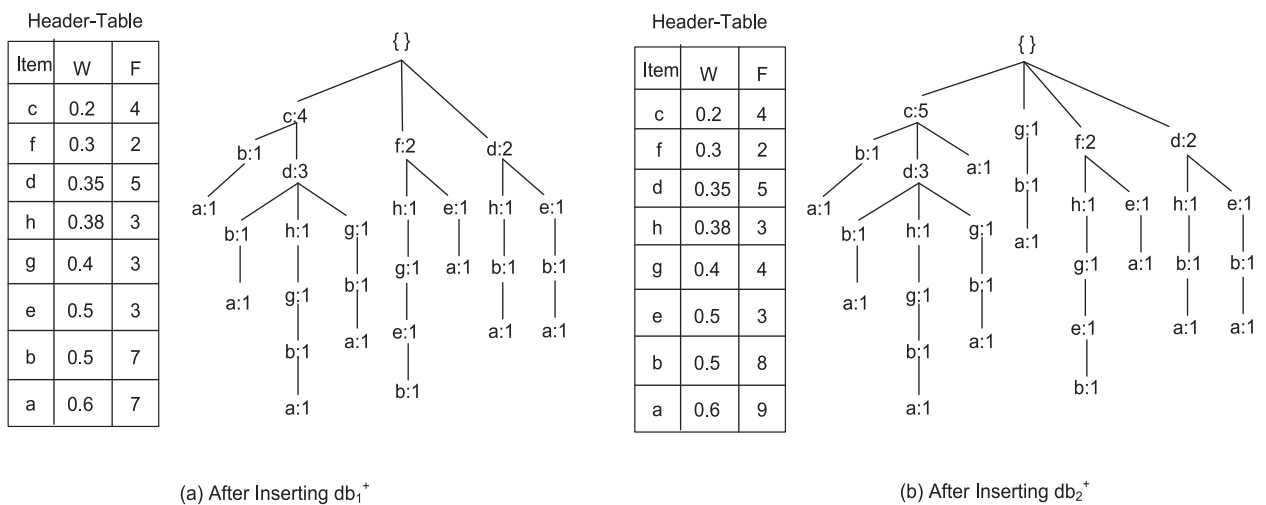 Header-Table
Item W F
c 0.2 4
f 0.3 2
d 0.35 5
h 0.38 3
g 0.4 3
e 0.5 3
b 0.5 7
a 0.6 7
{ }
c:4 f:2 d:2
b:1 d:3 h:1 e:1 h:1 e:1
a:1 b:1 h:1 g:1 g:1 a:1 b:1 b:1
a:1 g:1 b:1 e:1 a:1 a:1
b:1 a:1 b:1
a:1
(a) After Inserting db₁⁺
Header-Table
Item W F
c 0.2 4
f 0.3 2
d 0.35 5
h 0.38 3
g 0.4 4
e 0.5 3
b 0.5 8
a 0.6 9
{ }
c:5 g:1 f:2 d:2
b:1 d:3 a:1 b:1 h:1 e:1 h:1 e:1
a:1 b:1 h:1 g:1 a:1 g:1 a:1 b:1 b:1
a:1 g:1 b:1 e:1 a:1 a:1
b:1 a:1 b:1
a:1
(b) After Inserting db₂⁺